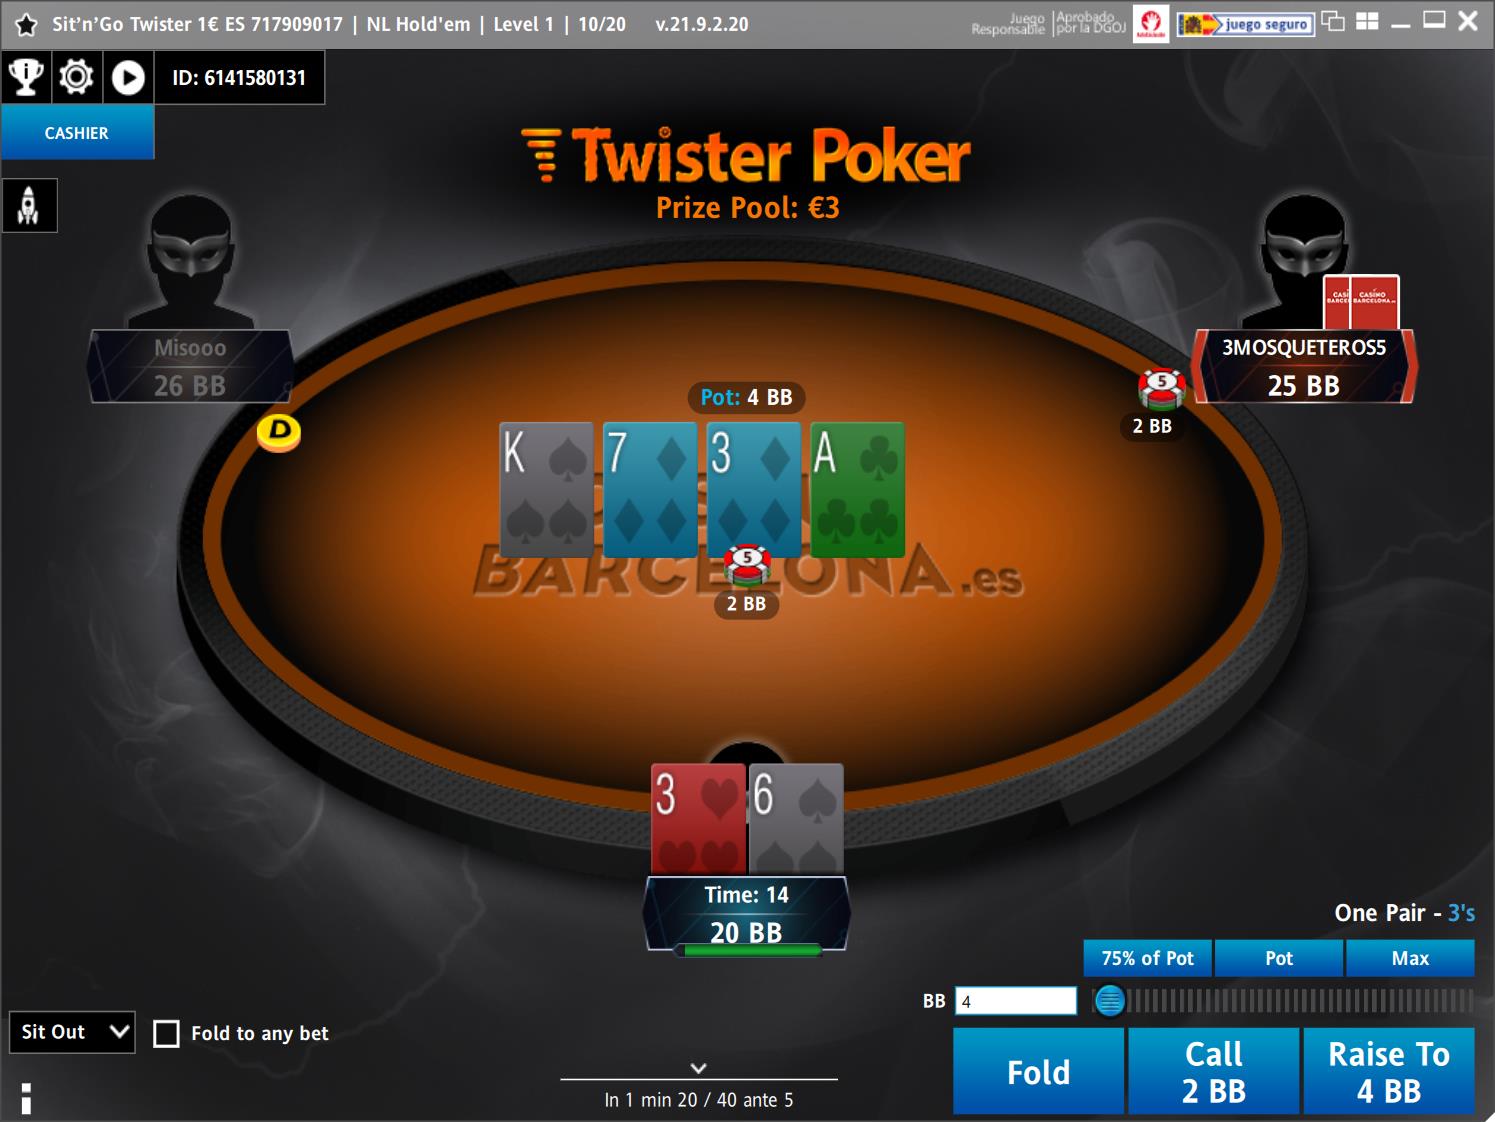 Sit'n'Go Twister 1€ ES 717909017 | NL Hold'em | Level 1 | 10/20 v.21.9.2.20
Juego Responsable
Aprobado por la DGOJ
juego seguro
ID: 6141580131
CASHIER
Twister Poker
Prize Pool: €3
Misooo
26 BB
CASINO
BARCELONA.es
3MOSQUETEROS5
25 BB
D
5
2 BB
Pot: 4 BB
K
7
3
A
BARCELONA.es
5
2 BB
3
6
Time: 14
20 BB
One Pair - 3's
75% of Pot
Pot
Max
BB
4
Sit Out
Fold to any bet
Fold
Call
2 BB
Raise To
4 BB
In 1 min 20 / 40 ante 5